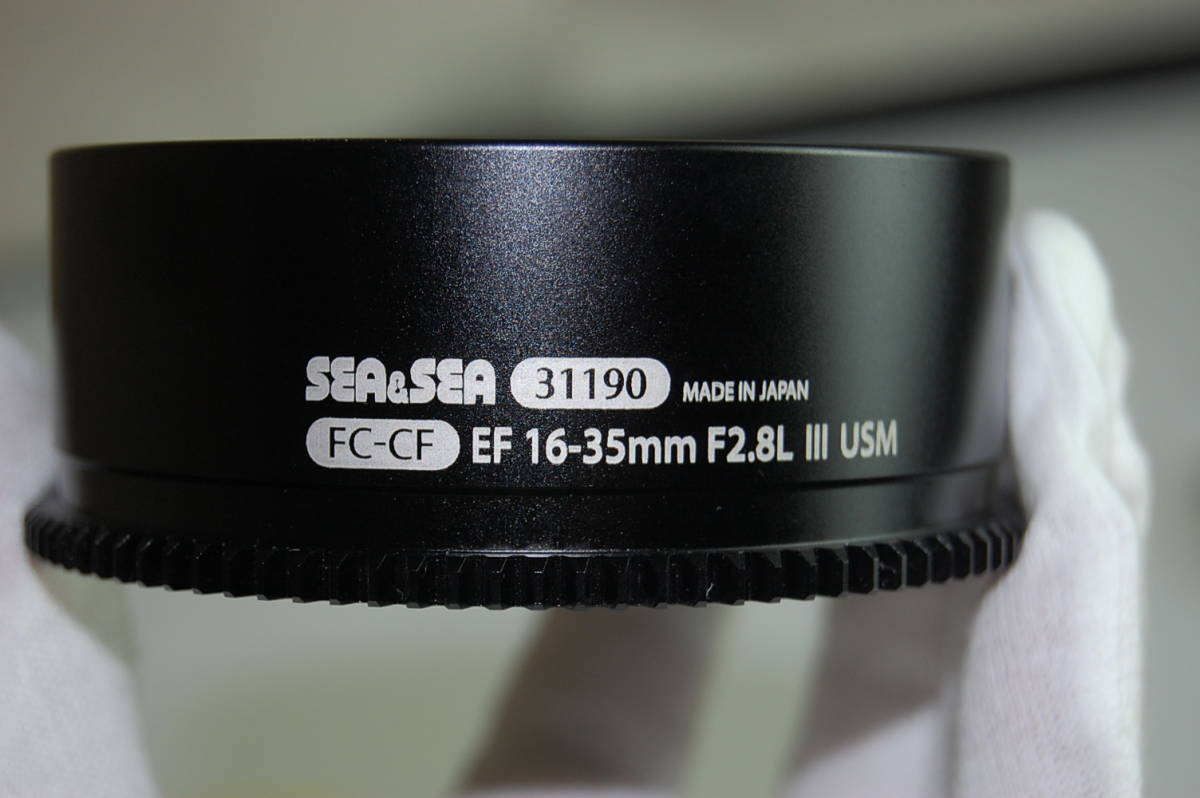 SEA&SEA 31190 MADE IN JAPAN
FC-CF EF 16-35mm F2.8L III USM